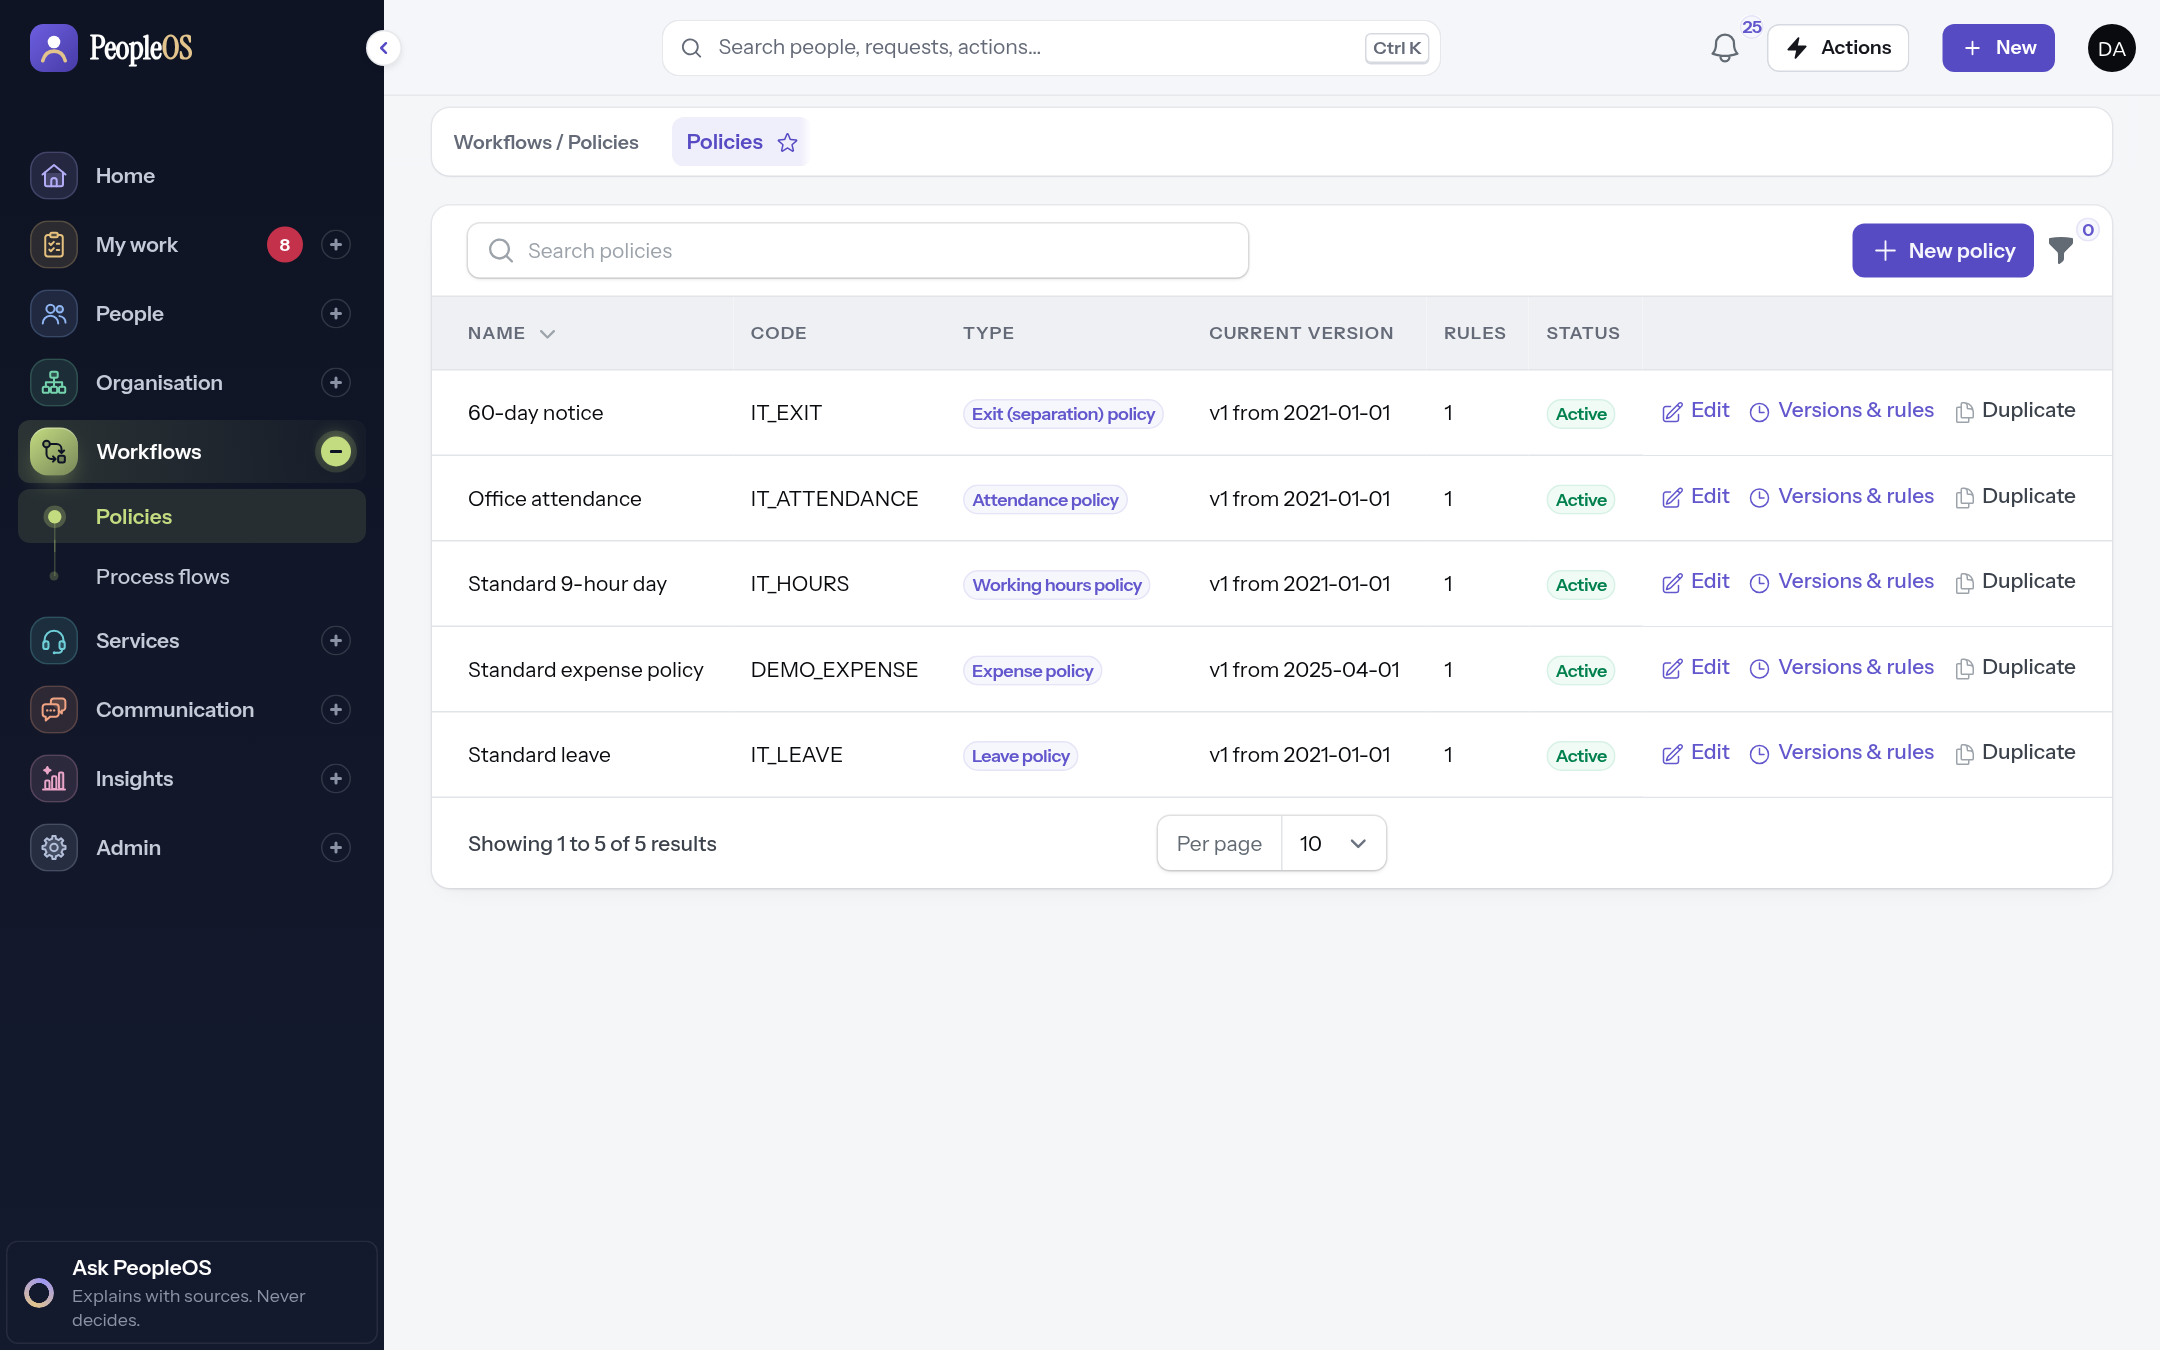 PeopleOS
Search people, requests, actions...
Ctrl K
25
Actions
New
DA
Home
My work
8
People
Organisation
Workflows
Policies
Process flows
Services
Communication
Insights
Admin
Ask PeopleOS
Explains with sources. Never
decides.
Workflows / Policies
Policies
Search policies
New policy
0
NAME CODE TYPE CURRENT VERSION RULES STATUS
60-day notice IT_EXIT Exit (separation) policy v1 from 2021-01-01 1 Active Edit Versions & rules Duplicate
Office attendance IT_ATTENDANCE Attendance policy v1 from 2021-01-01 1 Active Edit Versions & rules Duplicate
Standard 9-hour day IT_HOURS Working hours policy v1 from 2021-01-01 1 Active Edit Versions & rules Duplicate
Standard expense policy DEMO_EXPENSE Expense policy v1 from 2025-04-01 1 Active Edit Versions & rules Duplicate
Standard leave IT_LEAVE Leave policy v1 from 2021-01-01 1 Active Edit Versions & rules Duplicate
Showing 1 to 5 of 5 results
Per page 10